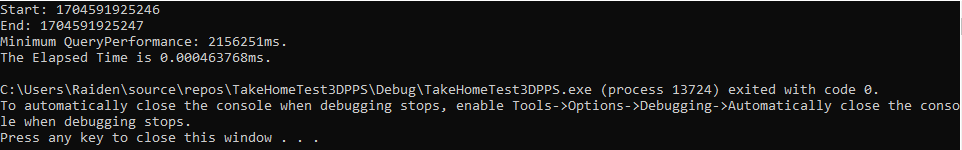 Start: 1704591925246
End: 1704591925247
Minimum QueryPerformance: 2156251ms.
The Elapsed Time is 0.000463768ms.
C:\Users\Raiden\source\repos\TakeHomeTest3DPPS\Debug\TakeHomeTest3DPPS.exe (process 13724) exited with code 0.
To automatically close the console when debugging stops, enable Tools->Options->Debugging->Automatically close the conso
le when debugging stops.
Press any key to close this window . . .